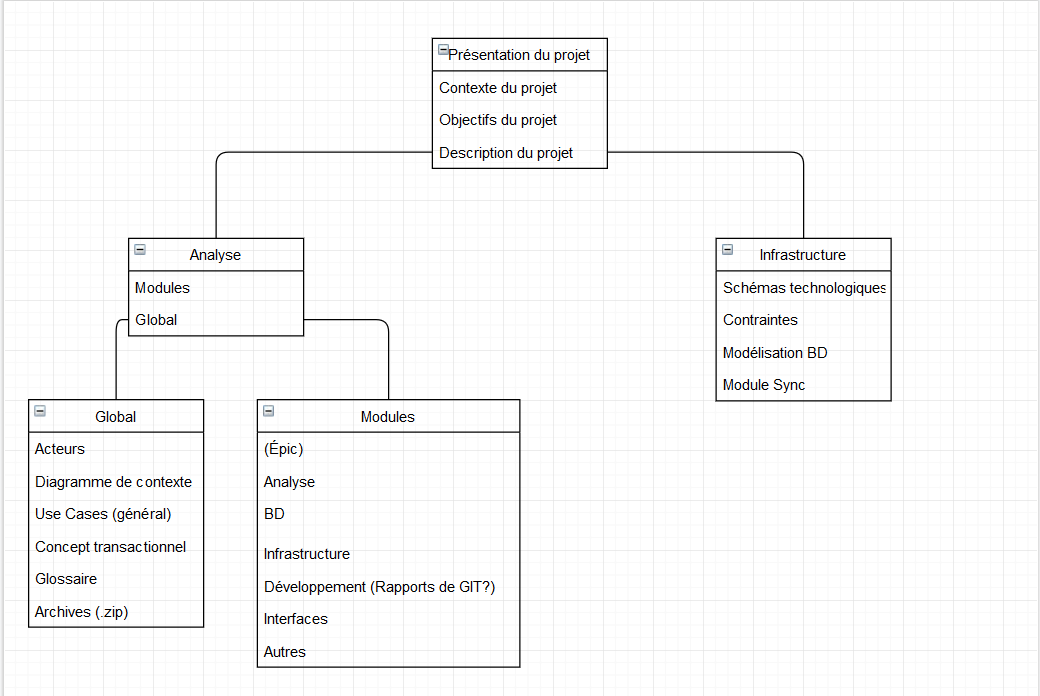 Présentation du projet
Contexte du projet
Objectifs du projet
Description du projet
Analyse
Modules
Global
Infrastructure
Schémas technologiques
Contraintes
Modélisation BD
Module Sync
Global
Acteurs
Diagramme de contexte
Use Cases (général)
Concept transactionnel
Glossaire
Archives (.zip)
Modules
(Épic)
Analyse
BD
Infrastructure
Développement (Rapports de GIT?)
Interfaces
Autres